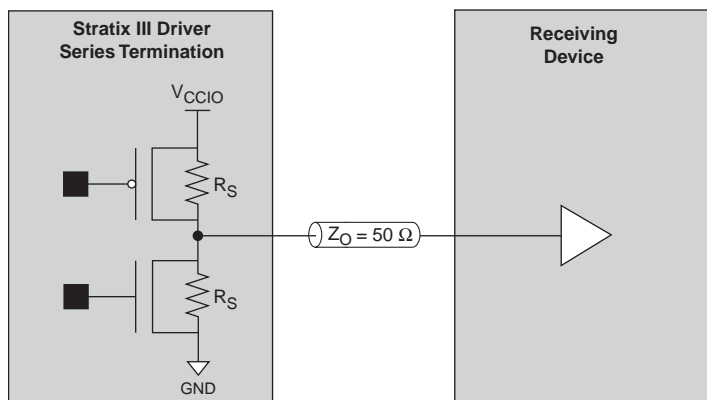 Stratix III Driver
Series Termination
Receiving
Device
VCCIO
RS
ZO = 50 Ω
RS
GND